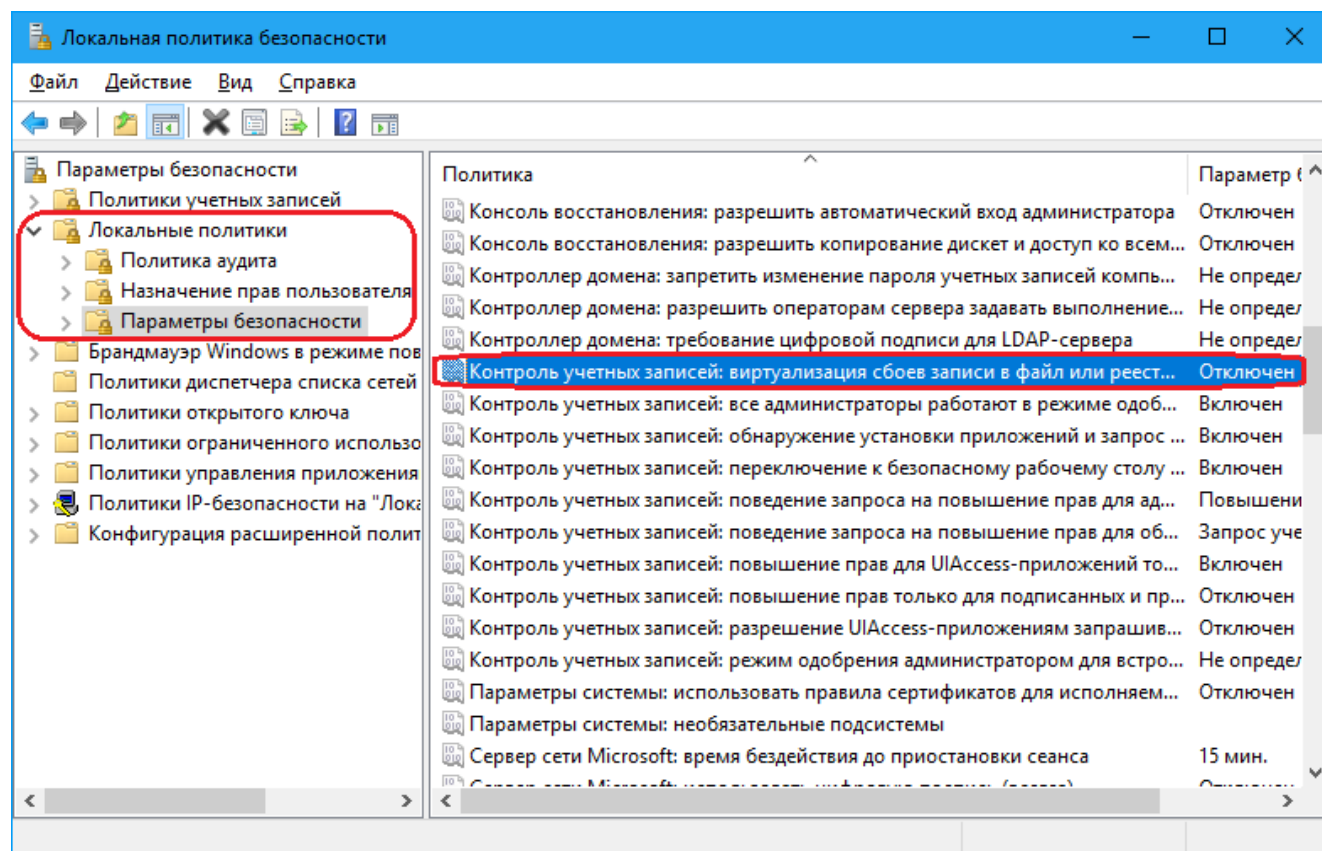 Локальная политика безопасности
Файл Действие Вид Справка
Параметры безопасности
Политики учетных записей
Локальные политики
Политика аудита
Назначение прав пользователя
Параметры безопасности
Брандмауэр Windows в режиме пов
Политики диспетчера списка сетей
Политики открытого ключа
Политики ограниченного использо
Политики управления приложения
Политики IP-безопасности на "Лока
Конфигурация расширенной полит
Политика Параметр б
Консоль восстановления: разрешить автоматический вход администратора Отключен
Консоль восстановления: разрешить копирование дискет и доступ ко всем... Отключен
Контроллер домена: запретить изменение пароля учетных записей компь... Не определ
Контроллер домена: разрешить операторам сервера задавать выполнение... Не определ
Контроллер домена: требование цифровой подписи для LDAP-сервера Не определ
Контроль учетных записей: виртуализация сбоев записи в файл или реест... Отключен
Контроль учетных записей: все администраторы работают в режиме одоб... Включен
Контроль учетных записей: обнаружение установки приложений и запрос ... Включен
Контроль учетных записей: переключение к безопасному рабочему столу ... Включен
Контроль учетных записей: поведение запроса на повышение прав для ад... Повышени
Контроль учетных записей: поведение запроса на повышение прав для об... Запрос уче
Контроль учетных записей: повышение прав для UIAccess-приложений то... Включен
Контроль учетных записей: повышение прав только для подписанных и пр... Отключен
Контроль учетных записей: разрешение UIAccess-приложениям запрашив... Отключен
Контроль учетных записей: режим одобрения администратором для встро... Не определ
Параметры системы: использовать правила сертификатов для исполняем... Отключен
Параметры системы: необязательные подсистемы
Сервер сети Microsoft: время бездействия до приостановки сеанса 15 мин.